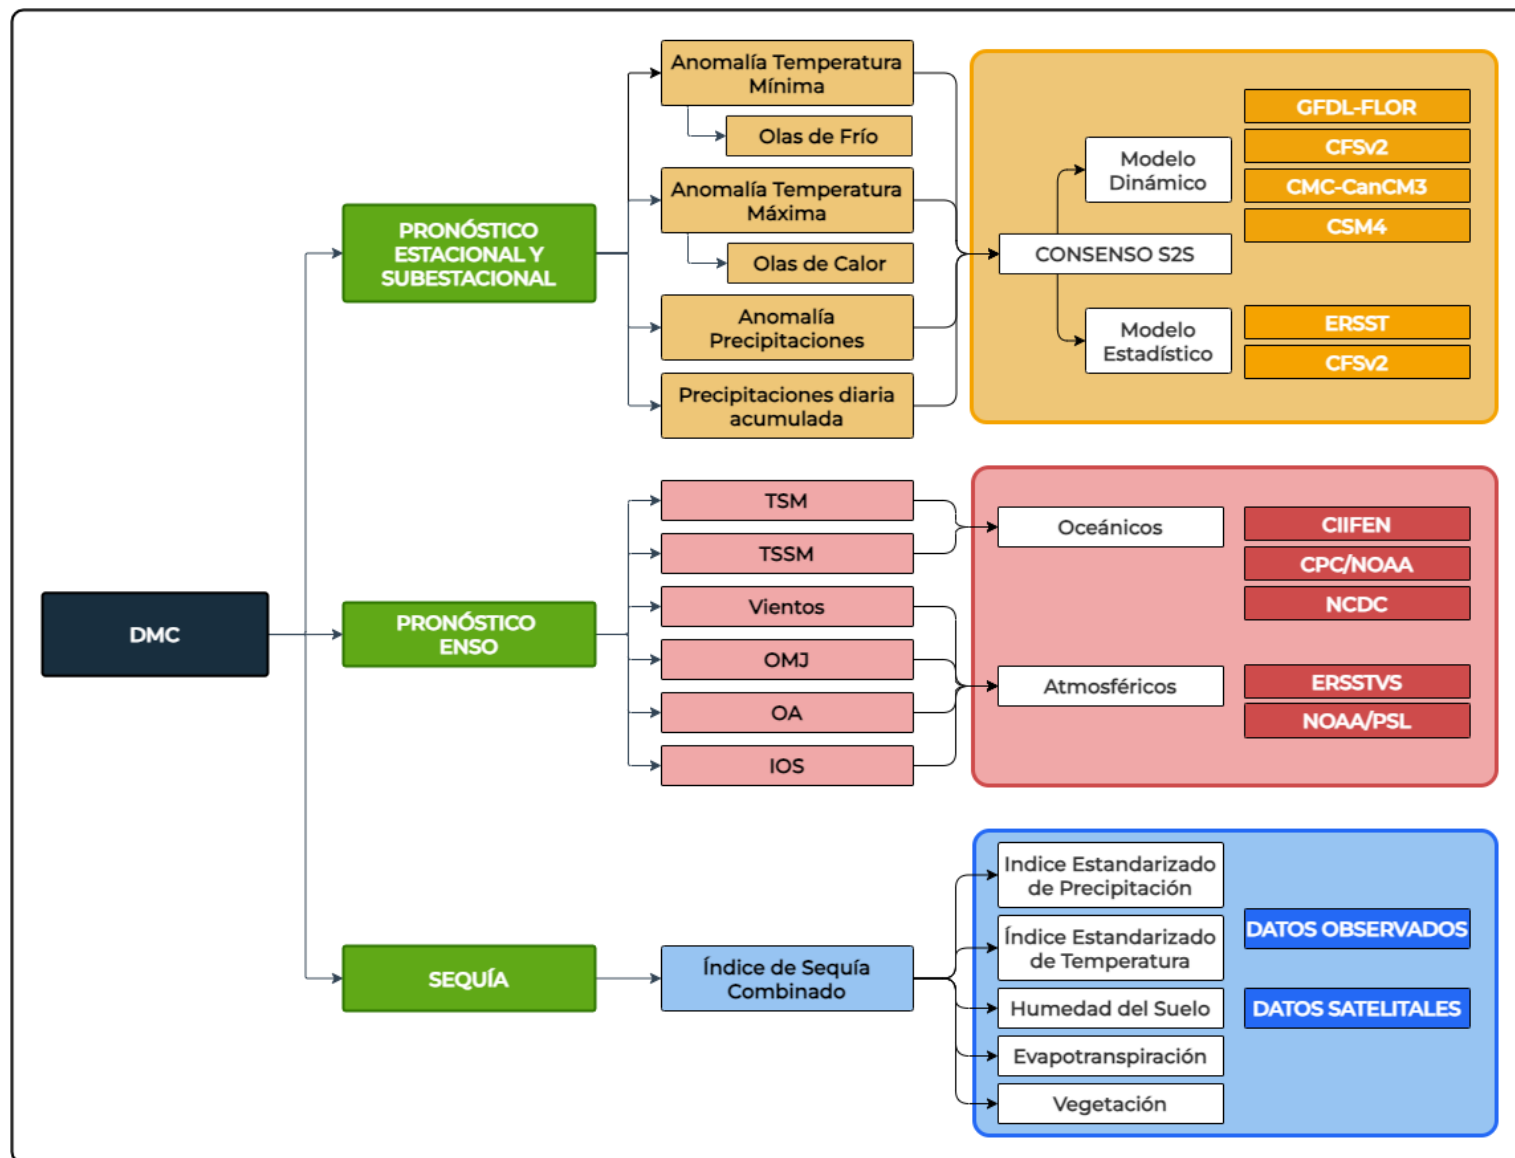 DMC
PRONÓSTICO
ESTACIONAL Y
SUBESTACIONAL
Anomalía Temperatura
Mínima
Olas de Frío
Anomalía Temperatura
Máxima
Olas de Calor
Anomalía
Precipitaciones
Precipitaciones diaria
acumulada
CONSENSO S2S
Modelo
Dinámico
GFDL-FLOR
CFSv2
CMC-CanCM3
CSM4
Modelo
Estadístico
ERSST
CFSv2
PRONÓSTICO
ENSO
TSM
TSSM
Vientos
OMJ
OA
IOS
Oceánicos
CIIFEN
CPC/NOAA
NCDC
Atmosféricos
ERSSTVS
NOAA/PSL
SEQUÍA
Índice de Sequía
Combinado
Indice Estandarizado
de Precipitación
Índice Estandarizado
de Temperatura
Humedad del Suelo
Evapotranspiración
Vegetación
DATOS OBSERVADOS
DATOS SATELITALES